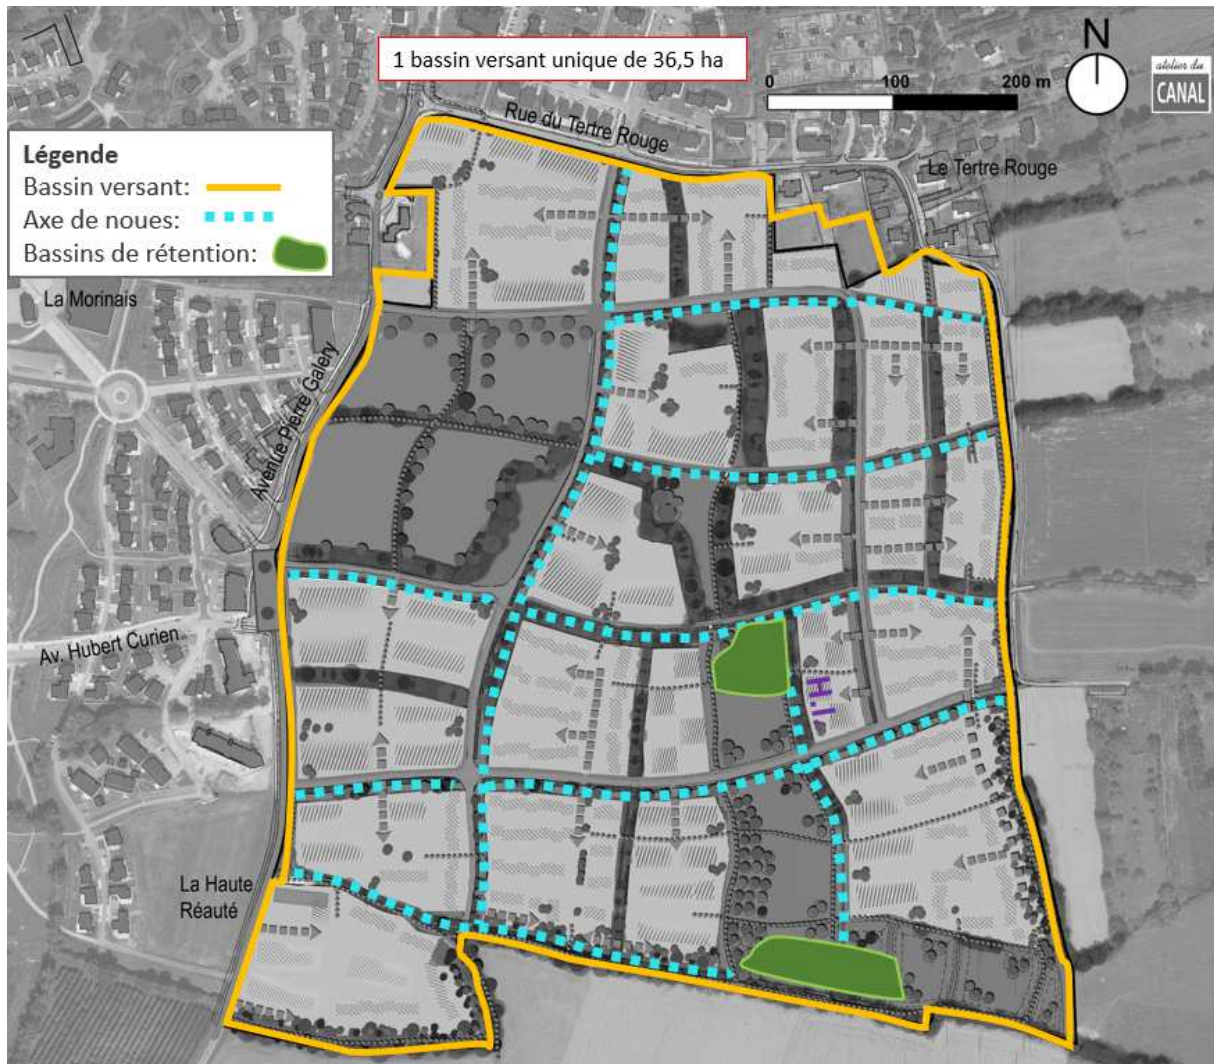 1 bassin versant unique de 36,5 ha
N
0 100 200 m
atelier du
CANAL
Rue du Tertre Rouge
Le Tertre Rouge
Légende
Bassin versant:
Axe de noues:
Bassins de rétention:
La Morinais
Avenue Pierre Galery
Av. Hubert Curien
H.I.
La Haute
Réauté